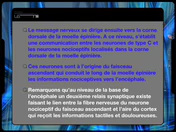 Le message nerveux se dirige ensuite vers la corne
dorsale de la moelle épinière. A ce niveau, s'établit
une communication entre les neurones de type C et
les neurones nociceptifs localisés dans la corne
dorsale de la moelle épinière.
Ces neurones sont à l'origine du faisceau
ascendant qui conduit le long de la moelle épinière
les informations nociceptives vers l'encéphale.
Remarquons qu'au niveau de la base de
l'encéphale un deuxième relais synaptique existe
faisant le lien entre la fibre nerveuse du neurone
nociceptif du faisceau ascendant et l'aire du cortex
qui reçoit les informations tactiles et douloureuses.